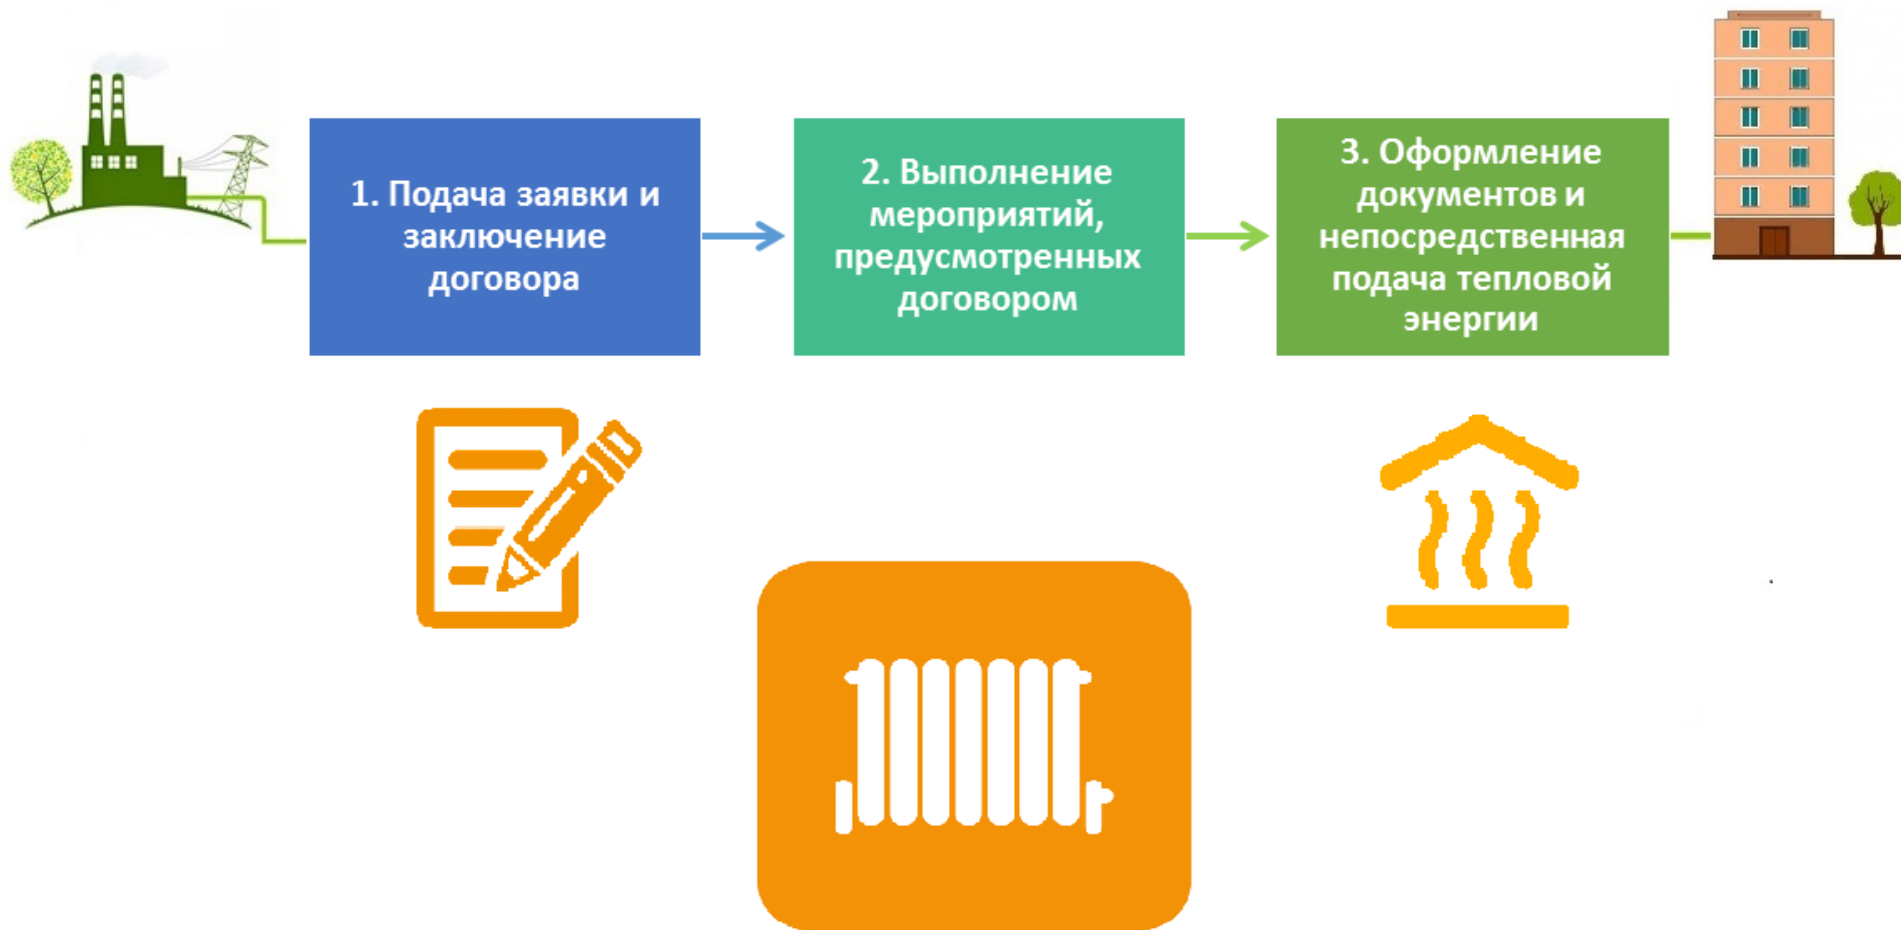 1. Подача заявки и
заключение
договора
2. Выполнение
мероприятий,
предусмотренных
договором
3. Оформление
документов и
непосредственная
подача тепловой
энергии